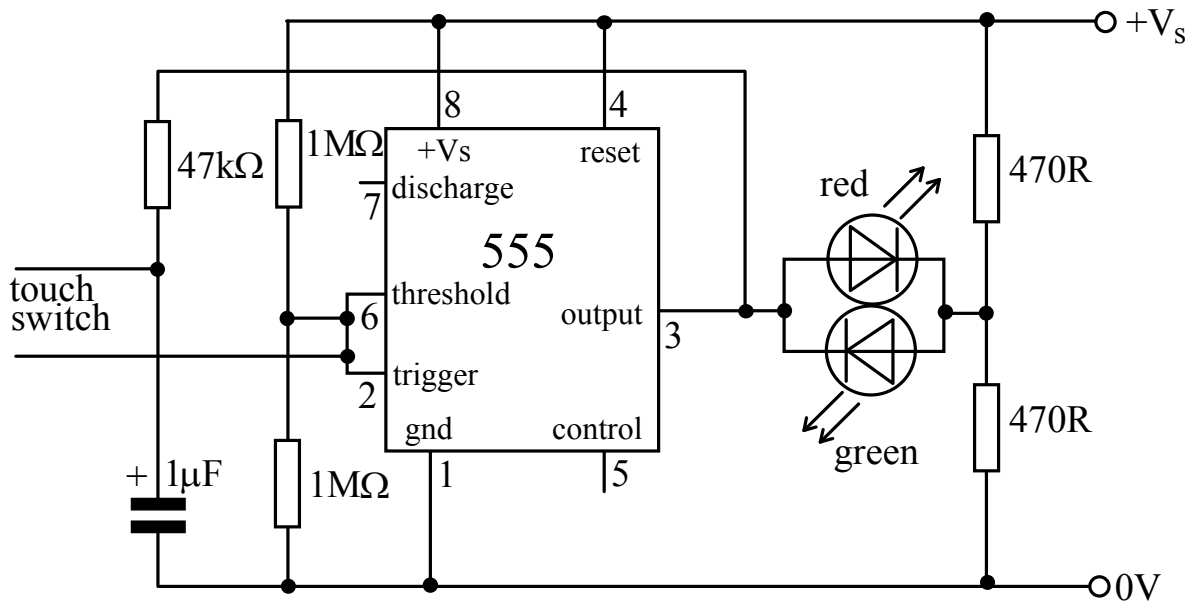 +Vs
8
4
1MΩ
47kΩ
+Vs
reset
470R
red
7
discharge
555
touch
switch
threshold
6
output
3
2
trigger
gnd
control
470R
green
+
1μF
1MΩ
1
5
0V